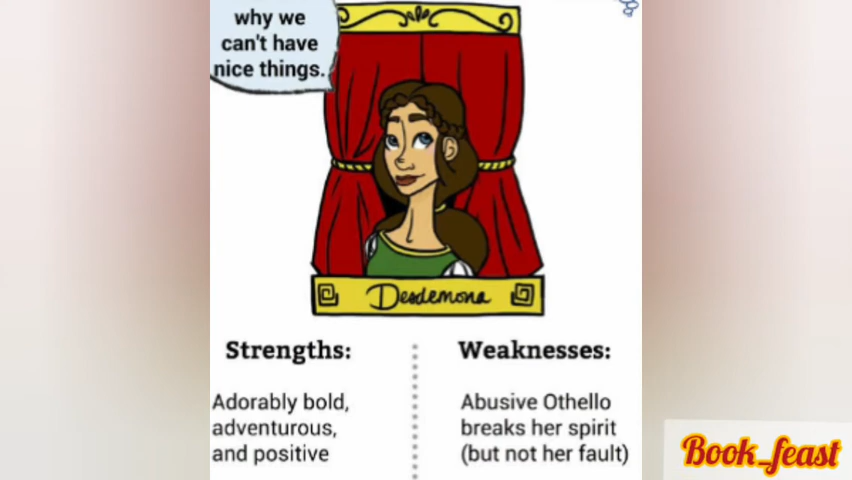 why we
can't have
nice things.
Desdemona
Strengths:
Weaknesses:
Adorably bold,
adventurous,
and positive
Abusive Othello
breaks her spirit
(but not her fault)
Book_feast